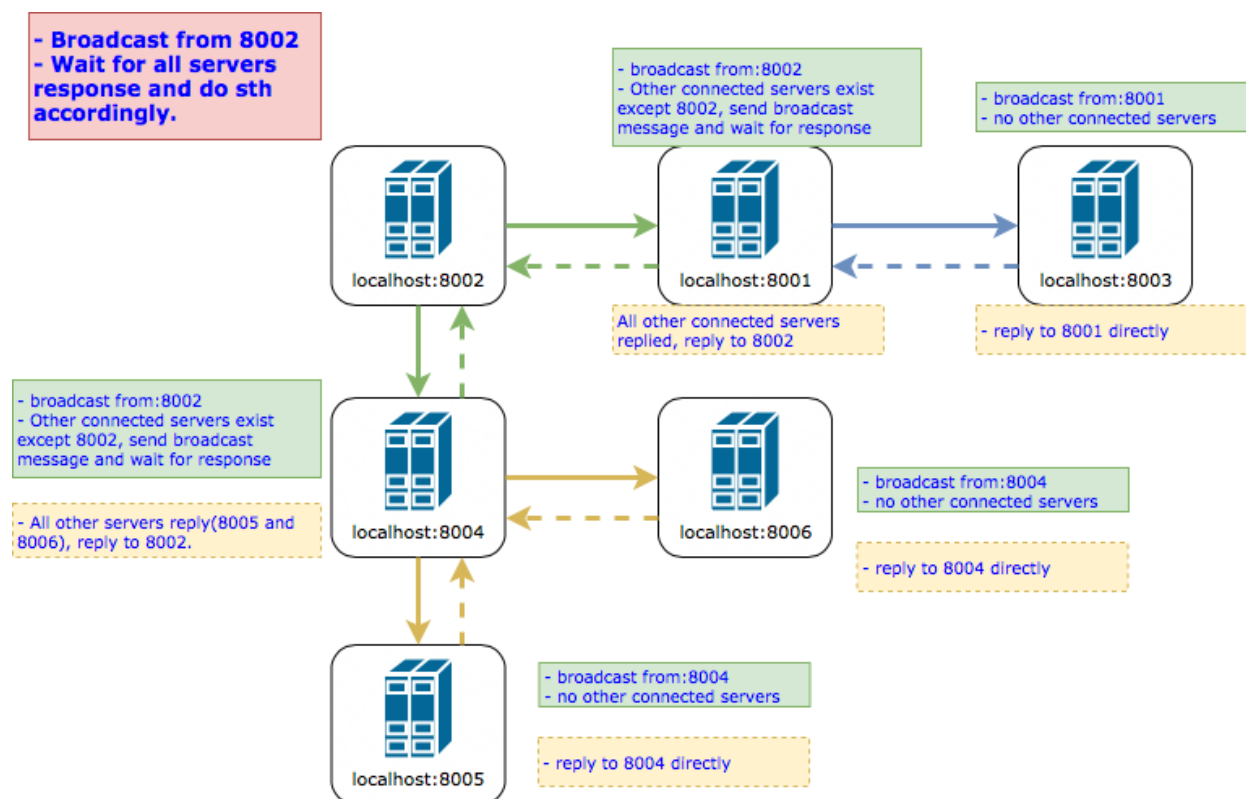 - Broadcast from 8002
- Wait for all servers
response and do sth
accordingly.
- broadcast from:8002
- Other connected servers exist
except 8002, send broadcast
message and wait for response
- broadcast from:8001
- no other connected servers
localhost:8002
localhost:8001
localhost:8003
All other connected servers
replied, reply to 8002
- reply to 8001 directly
- broadcast from:8002
- Other connected servers exist
except 8002, send broadcast
message and wait for response
- All other servers reply(8005 and
8006), reply to 8002.
localhost:8004
localhost:8006
- broadcast from:8004
- no other connected servers
- reply to 8004 directly
localhost:8005
- broadcast from:8004
- no other connected servers
- reply to 8004 directly